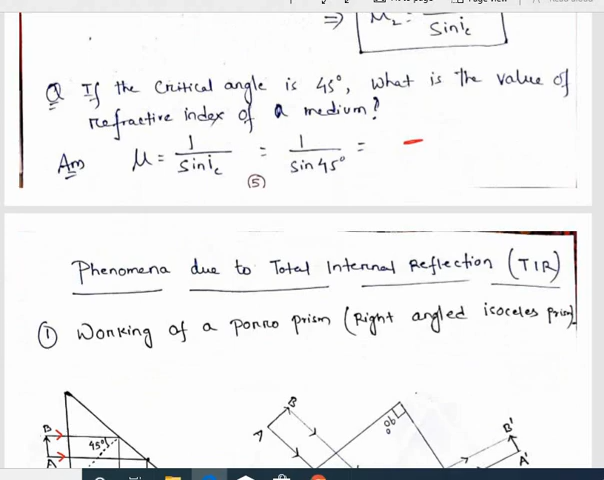 ⇒ μ₂ = ― Sin i꜀
Q If the Critical angle is 45°, What is the value of
refractive index of a medium?
Ans μ = 1/Sin i꜀ = 1/sin 45° =
⑤
Phenomena due to Total Internal Reflection (TIR)
① Working of a Porro prism (Right angled isoceles prism)
B
A
45°
B
A
90°
B'
A'